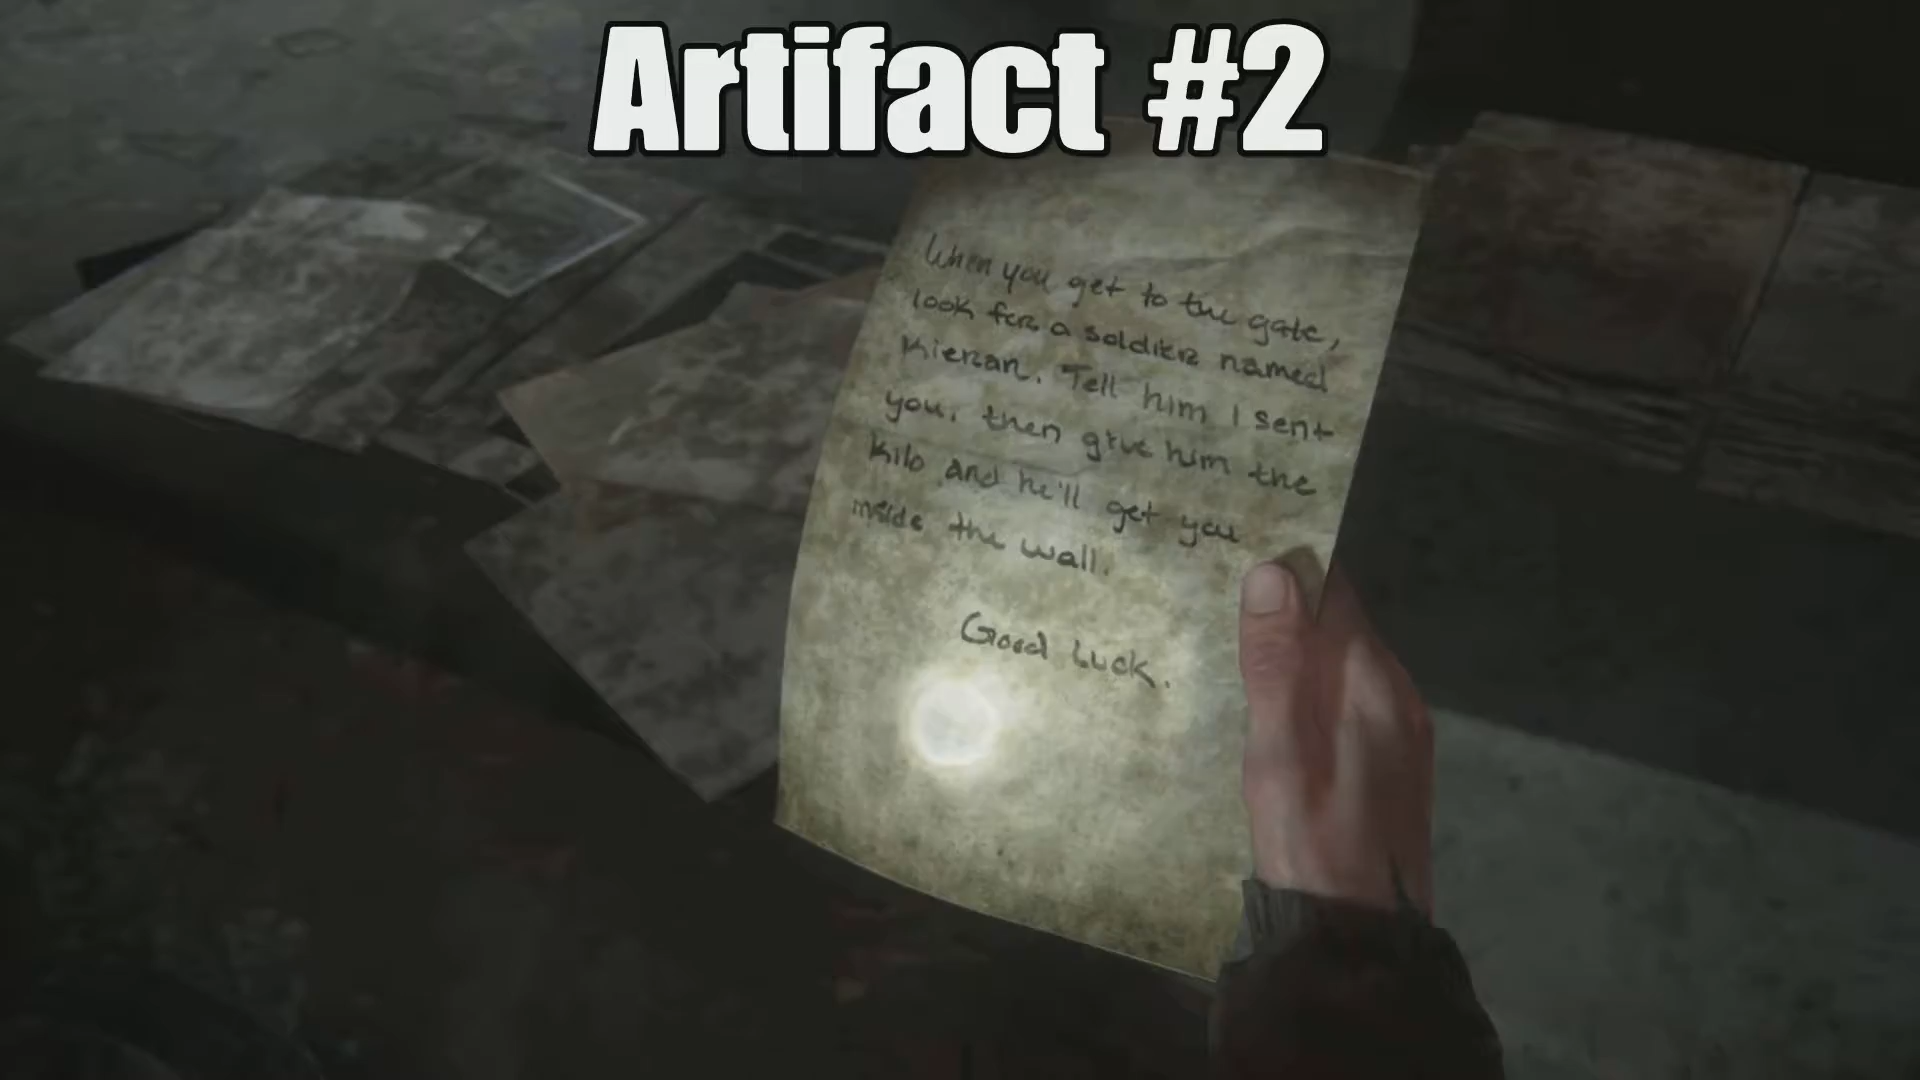 Artifact #2
When you get to the gate,
look for a soldier named
Kieran. Tell him I sent
you, then give him the
kilo and he'll get you
inside the wall.
Good Luck.